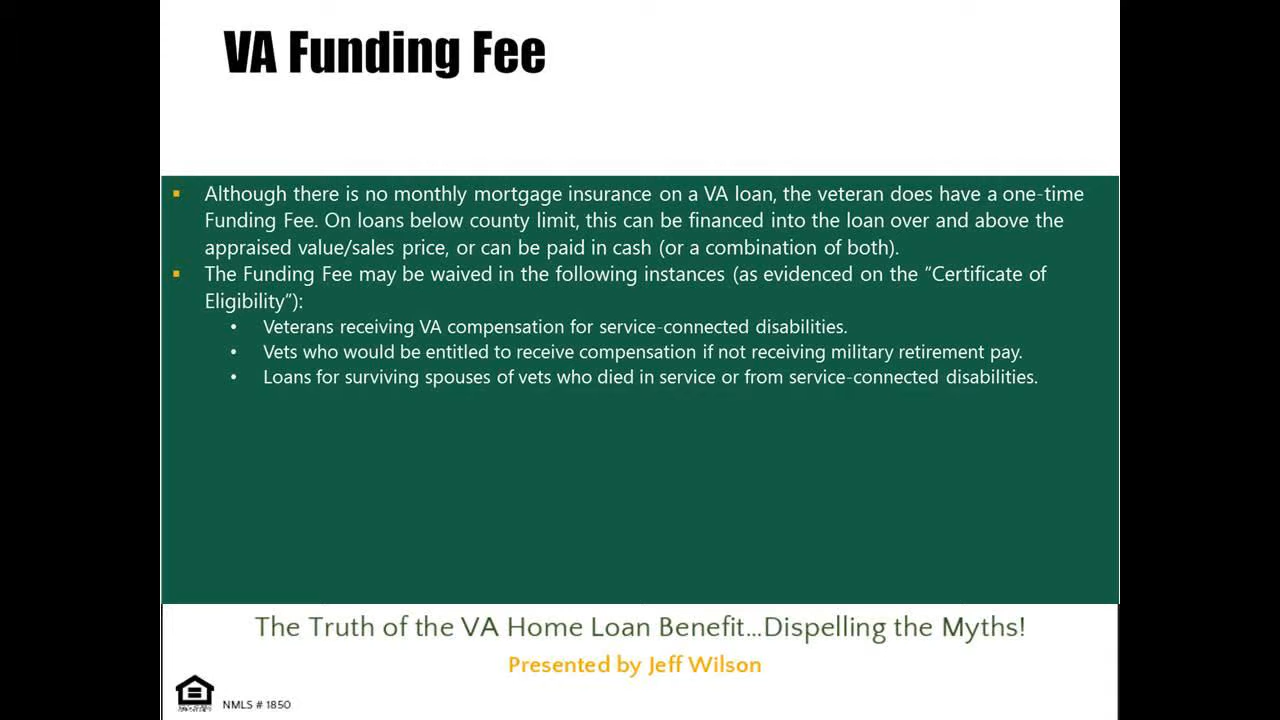 VA Funding Fee
▪ Although there is no monthly mortgage insurance on a VA loan, the veteran does have a one-time
Funding Fee. On loans below county limit, this can be financed into the loan over and above the
appraised value/sales price, or can be paid in cash (or a combination of both).
▪ The Funding Fee may be waived in the following instances (as evidenced on the “Certificate of
Eligibility”):
• Veterans receiving VA compensation for service-connected disabilities.
• Vets who would be entitled to receive compensation if not receiving military retirement pay.
• Loans for surviving spouses of vets who died in service or from service-connected disabilities.
The Truth of the VA Home Loan Benefit...Dispelling the Myths!
Presented by Jeff Wilson
NMLS # 1850